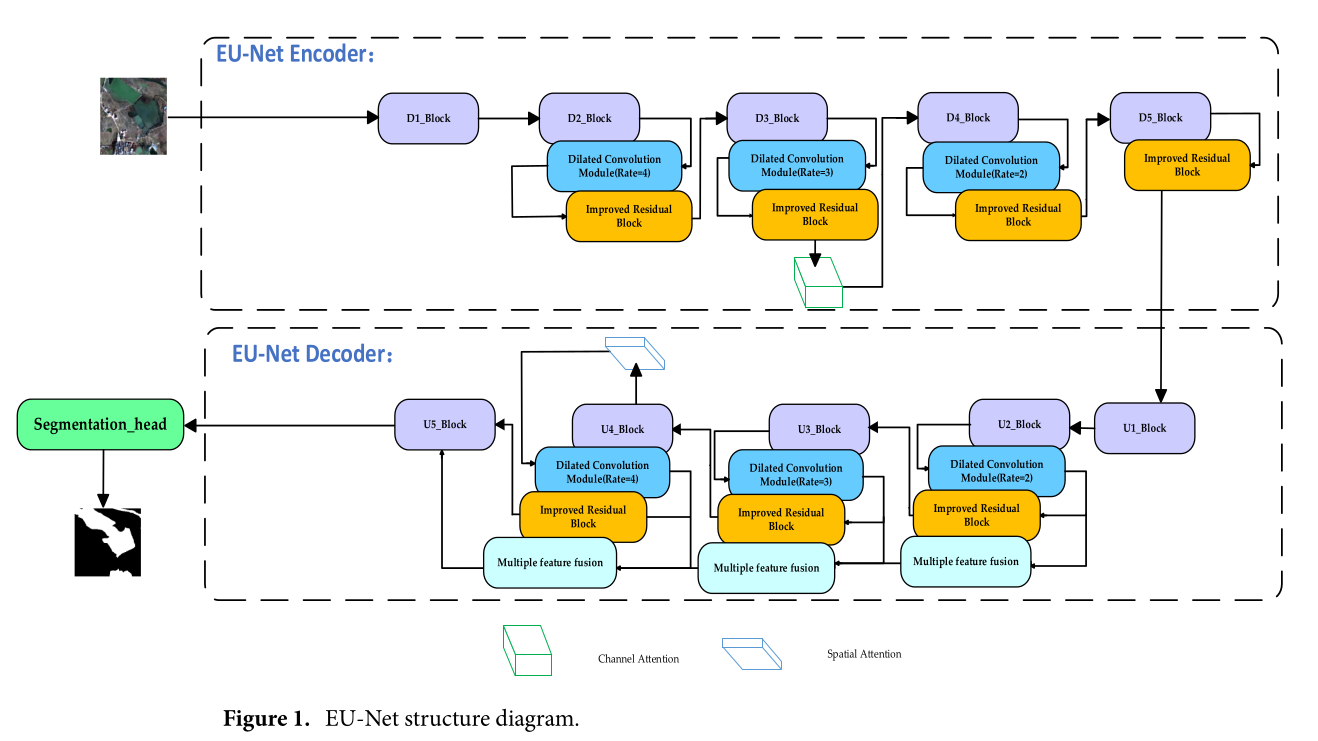 EU-Net Encoder:
D1_Block
D2_Block
Dilated Convolution
Module(Rate=4)
Improved Residual
Block
D3_Block
Dilated Convolution
Module(Rate=3)
Improved Residual
Block
D4_Block
Dilated Convolution
Module(Rate=2)
Improved Residual
Block
D5_Block
Improved Residual
Block
EU-Net Decoder:
U1_Block
U2_Block
Dilated Convolution
Module(Rate=2)
Improved Residual
Block
Multiple feature fusion
U3_Block
Dilated Convolution
Module(Rate=3)
Improved Residual
Block
Multiple feature fusion
U4_Block
Dilated Convolution
Module(Rate=4)
Improved Residual
Block
Multiple feature fusion
U5_Block
Segmentation_head
Channel Attention
Spatial Attention
Figure 1. EU-Net structure diagram.